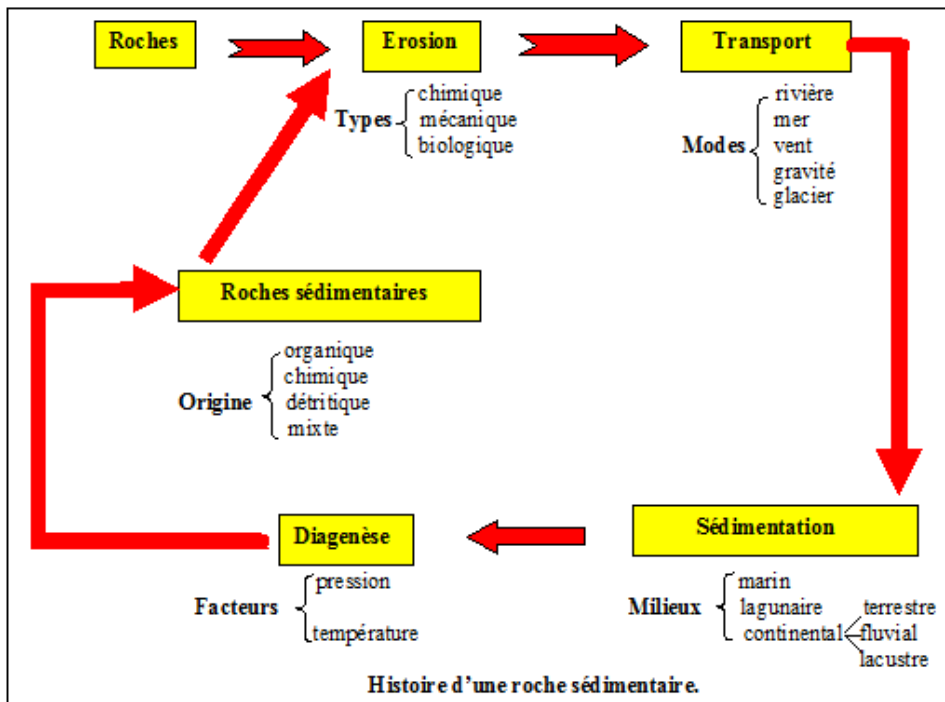 Roches
Erosion
Transport
Types
chimique
mécanique
biologique
Modes
rivière
mer
vent
gravité
glacier
Roches sédimentaires
Origine
organique
chimique
détritique
mixte
Diagenèse
Facteurs
pression
température
Sédimentation
Milieux
marin
lagunaire
continental
terrestre
fluvial
lacustre
Histoire d'une roche sédimentaire.